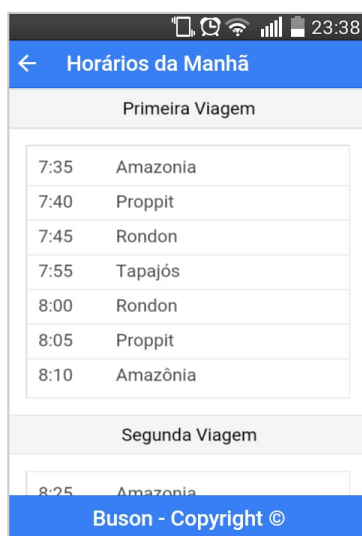 23:38
Horários da Manhã
Primeira Viagem
7:35 Amazonia
7:40 Proppit
7:45 Rondon
7:55 Tapajós
8:00 Rondon
8:05 Proppit
8:10 Amazônia
Segunda Viagem
8:25 Amazonia
Buson - Copyright ©